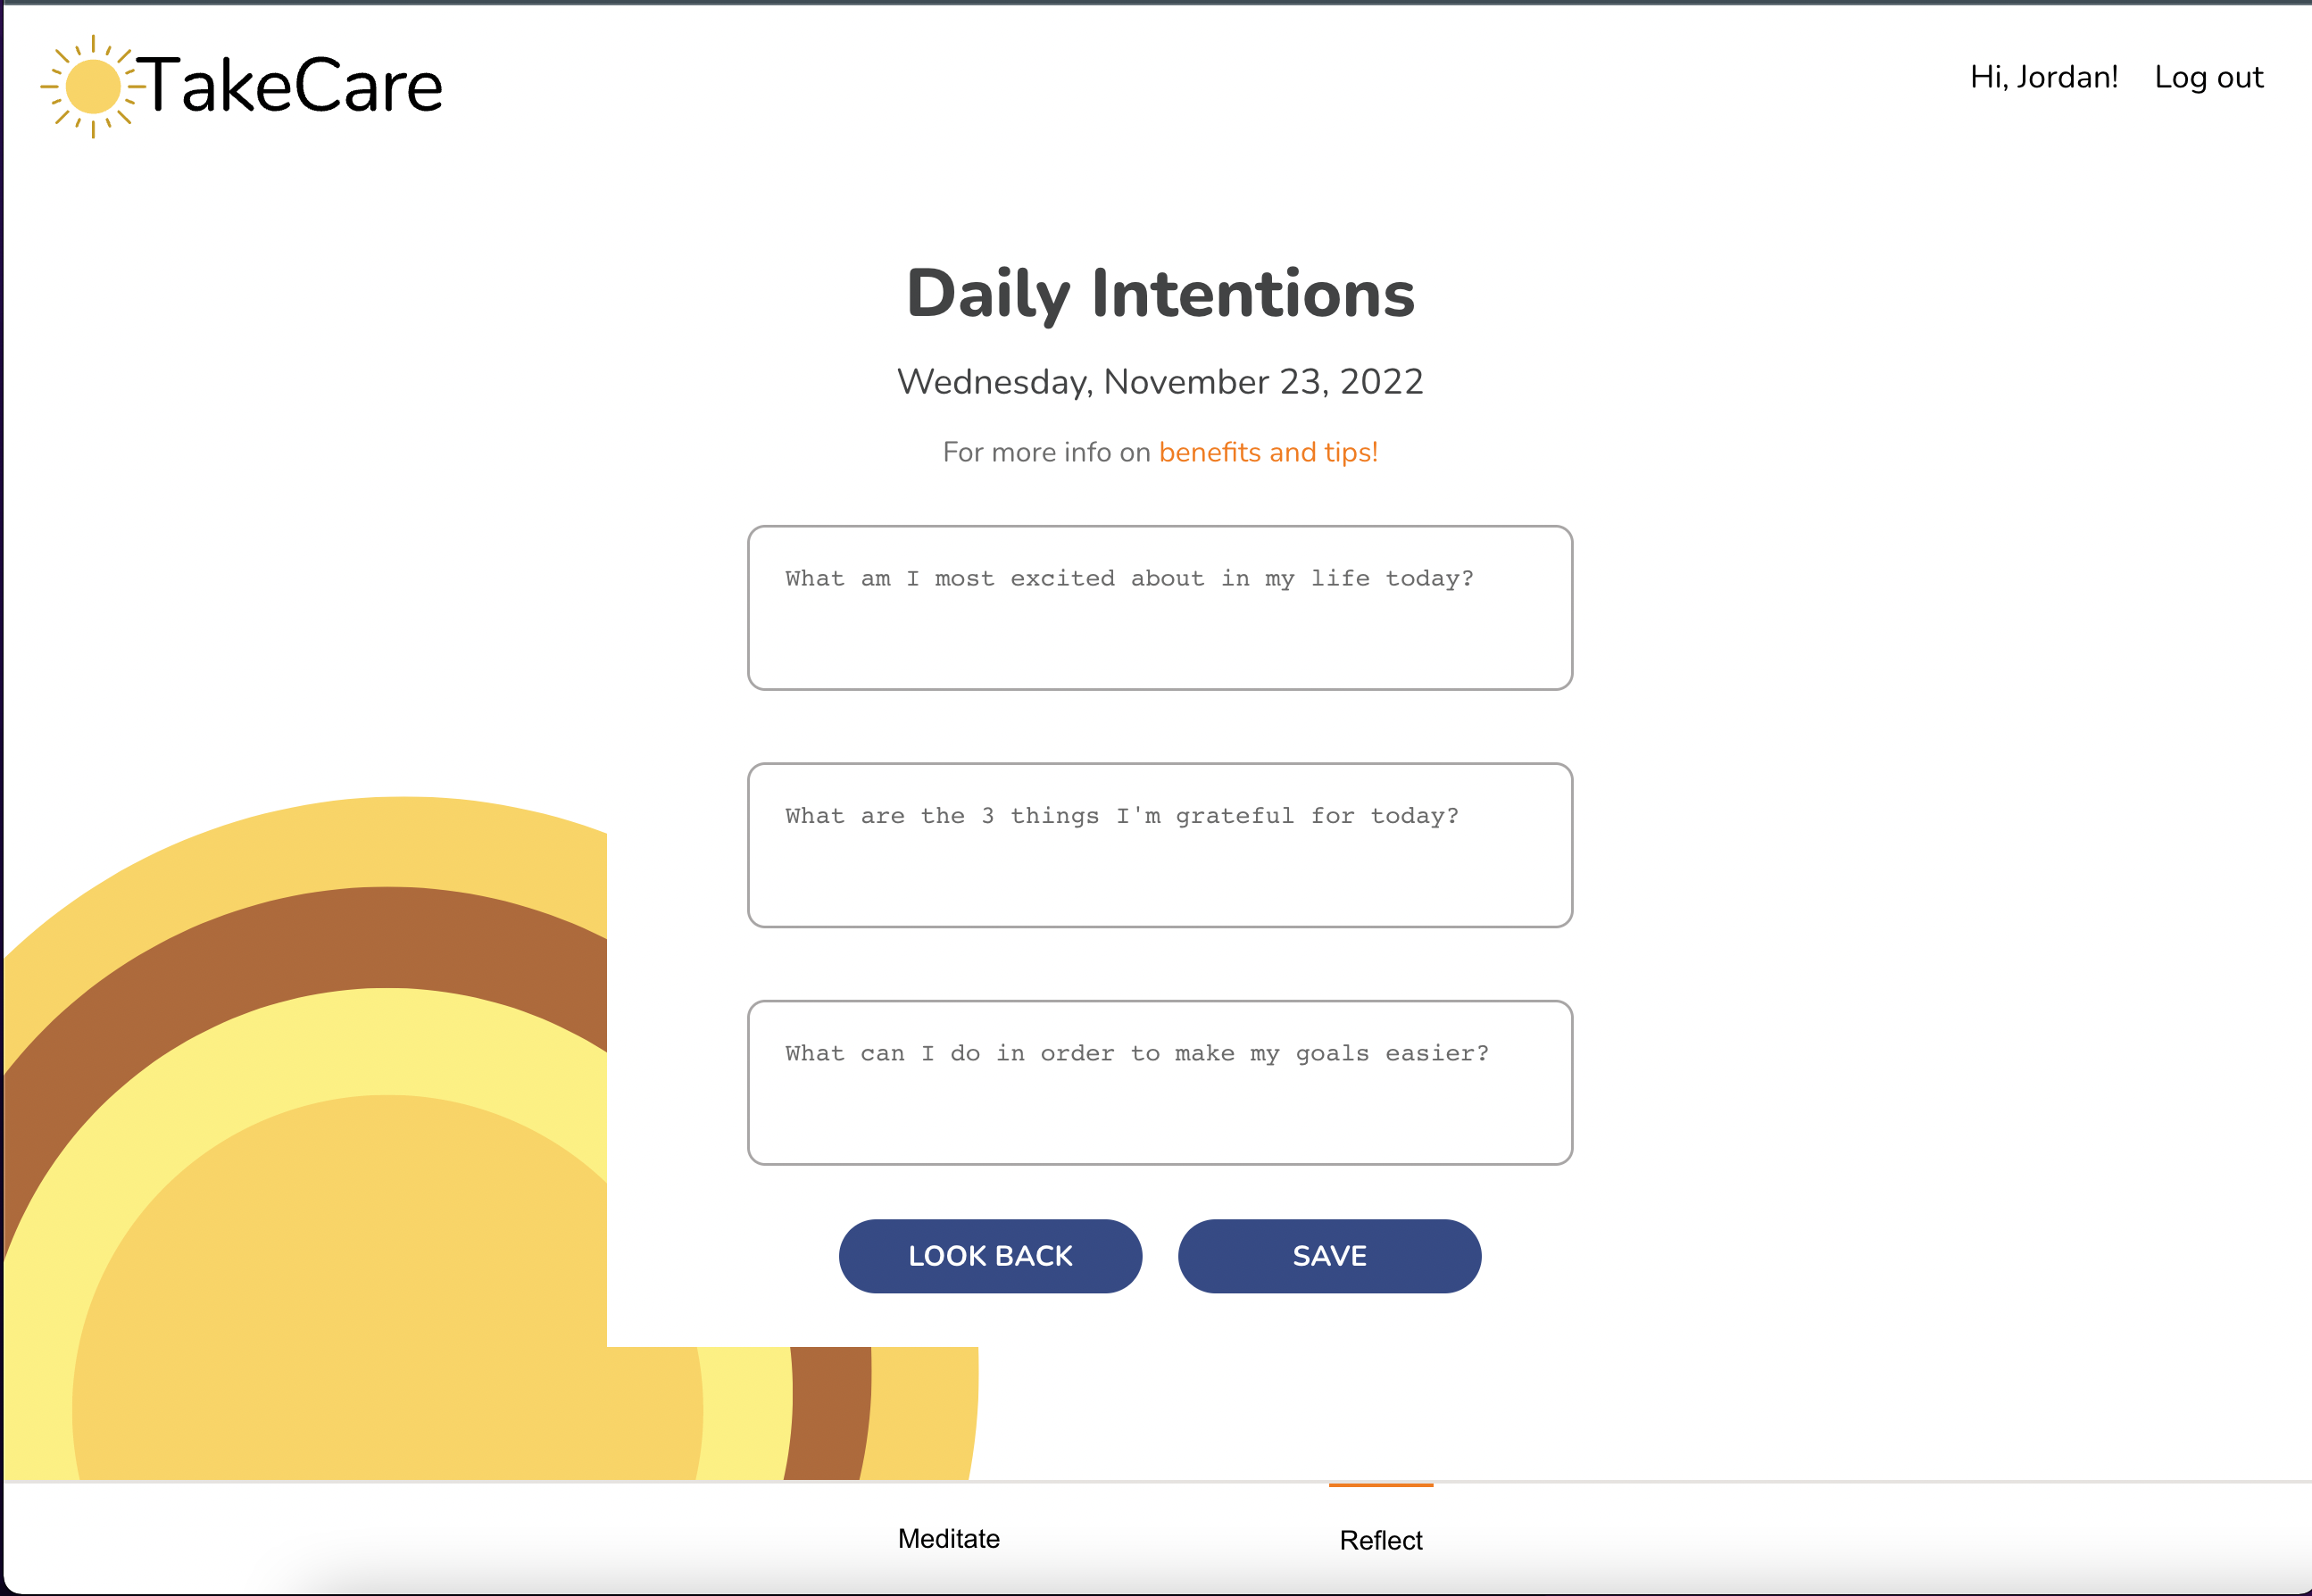 TakeCare
Hi, Jordan! Log out
Daily Intentions
Wednesday, November 23, 2022
For more info on benefits and tips!
What am I most excited about in my life today?
What are the 3 things I'm grateful for today?
What can I do in order to make my goals easier?
LOOK BACK SAVE
Meditate Reflect